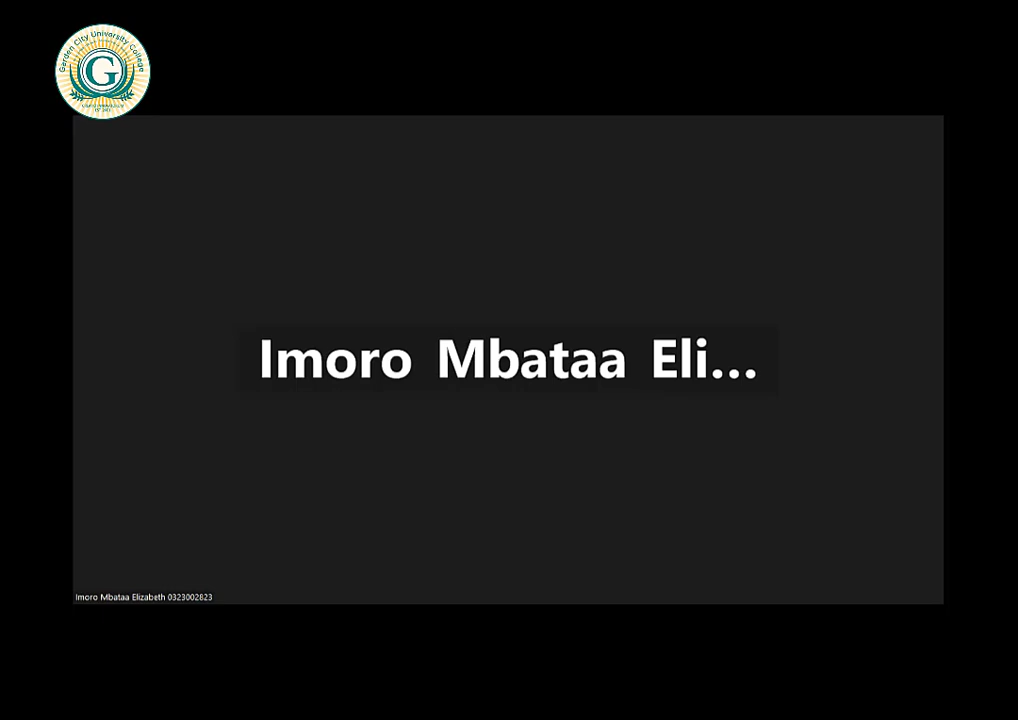 Garden City University College
G
Imoro Mbataa Eli...
Imoro Mbataa Elizabeth 0323002823